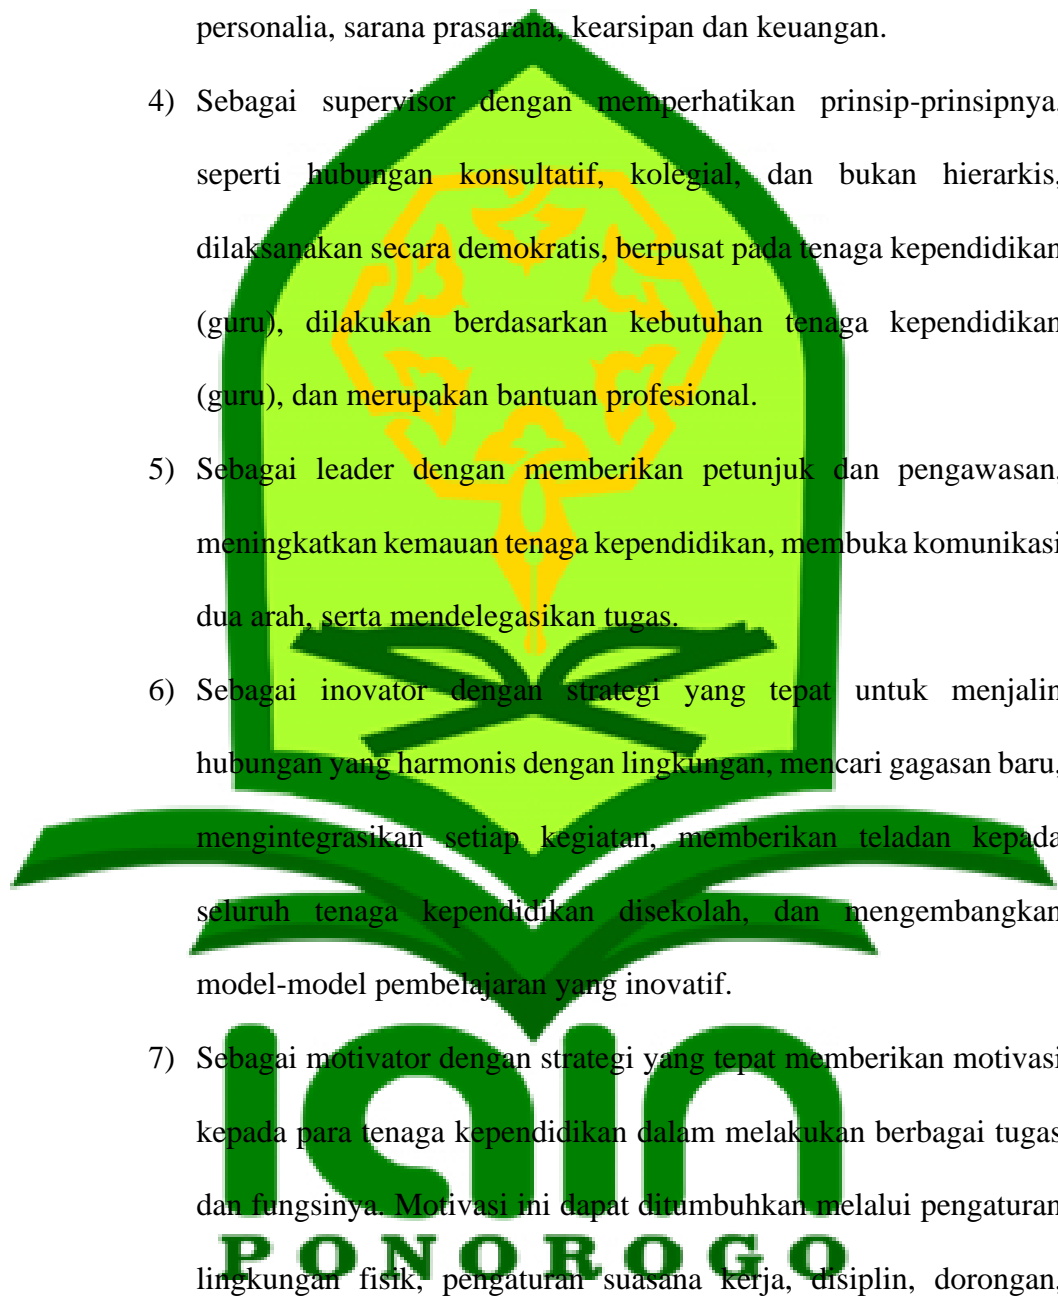 personalia, sarana prasarana, kearsipan dan keuangan.
4) Sebagai supervisor dengan memperhatikan prinsip-prinsipnya,
seperti hubungan konsultatif, kolegial, dan bukan hierarkis,
dilaksanakan secara demokratis, berpusat pada tenaga kependidikan
(guru), dilakukan berdasarkan kebutuhan tenaga kependidikan
(guru), dan merupakan bantuan profesional.
5) Sebagai leader dengan memberikan petunjuk dan pengawasan,
meningkatkan kemauan tenaga kependidikan, membuka komunikasi
dua arah, serta mendelegasikan tugas.
6) Sebagai inovator dengan strategi yang tepat untuk menjalin
hubungan yang harmonis dengan lingkungan, mencari gagasan baru,
mengintegrasikan setiap kegiatan, memberikan teladan kepada
seluruh tenaga kependidikan disekolah, dan mengembangkan
model-model pembelajaran yang inovatif.
7) Sebagai motivator dengan strategi yang tepat memberikan motivasi
kepada para tenaga kependidikan dalam melakukan berbagai tugas
dan fungsinya. Motivasi ini dapat ditumbuhkan melalui pengaturan
lingkungan fisik, pengaturan suasana kerja, disiplin, dorongan,
iain
PONOROGO